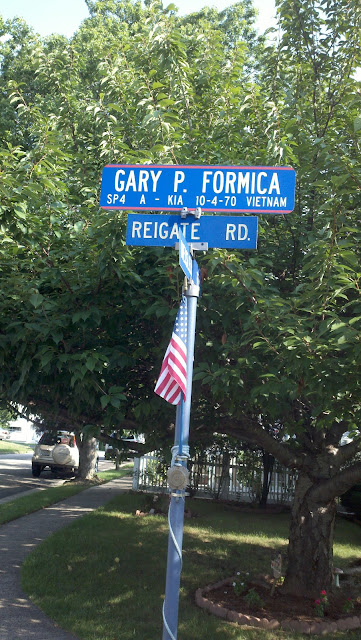 GARY P. FORMICA
SP4 A - KIA 10-4-70 VIETNAM
REIGATE RD.